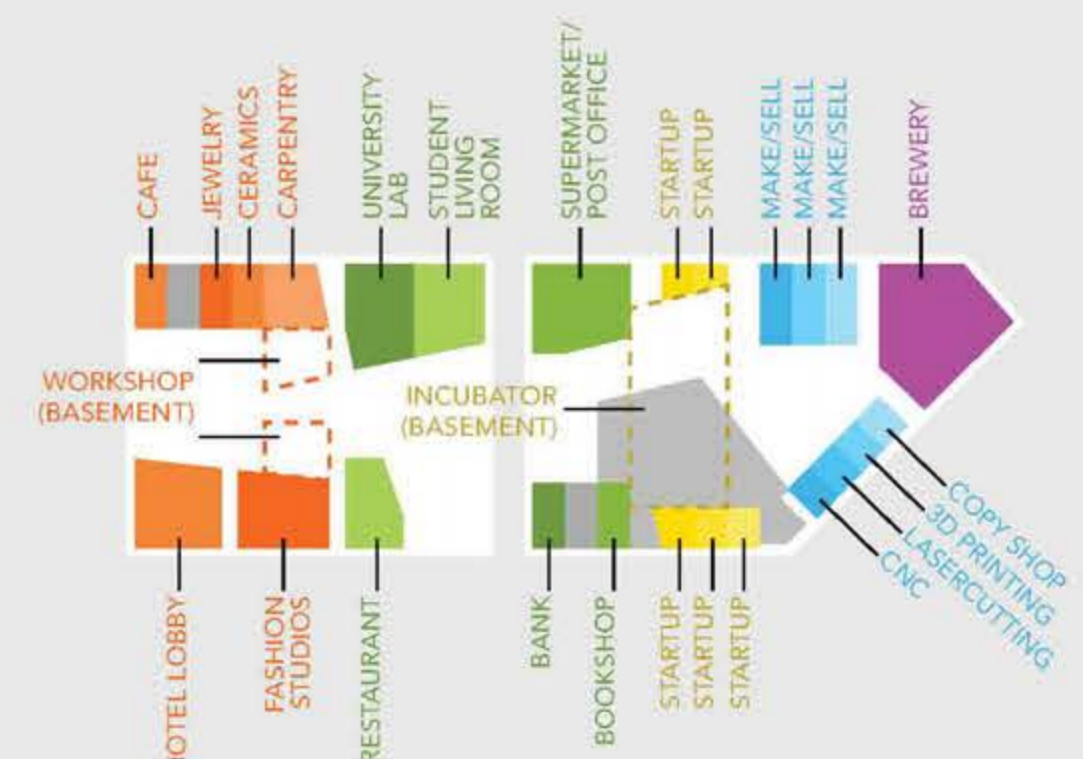 CAFE
JEWELRY
CERAMICS
CARPENTRY
UNIVERSITY
LAB
STUDENT
LIVING
ROOM
SUPERMARKET/
POST OFFICE
STARTUP
STARTUP
MAKE/SELL
MAKE/SELL
MAKE/SELL
BREWERY
WORKSHOP
(BASEMENT)
INCUBATOR
(BASEMENT)
OTEL LOBBY
FASHION
STUDIOS
RESTAURANT
BANK
BOOKSHOP
STARTUP
STARTUP
STARTUP
CNC
LASERCUTTING
3D PRINTING
COPY SHOP